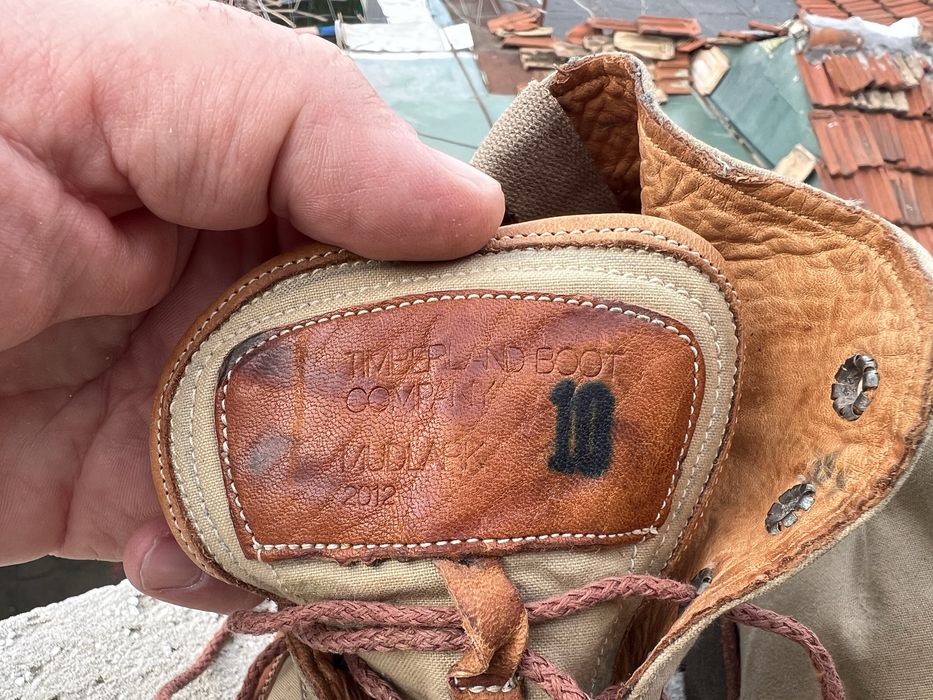 TIMBERLAND BOOT
COMPANY
10
MUDLARK
2012